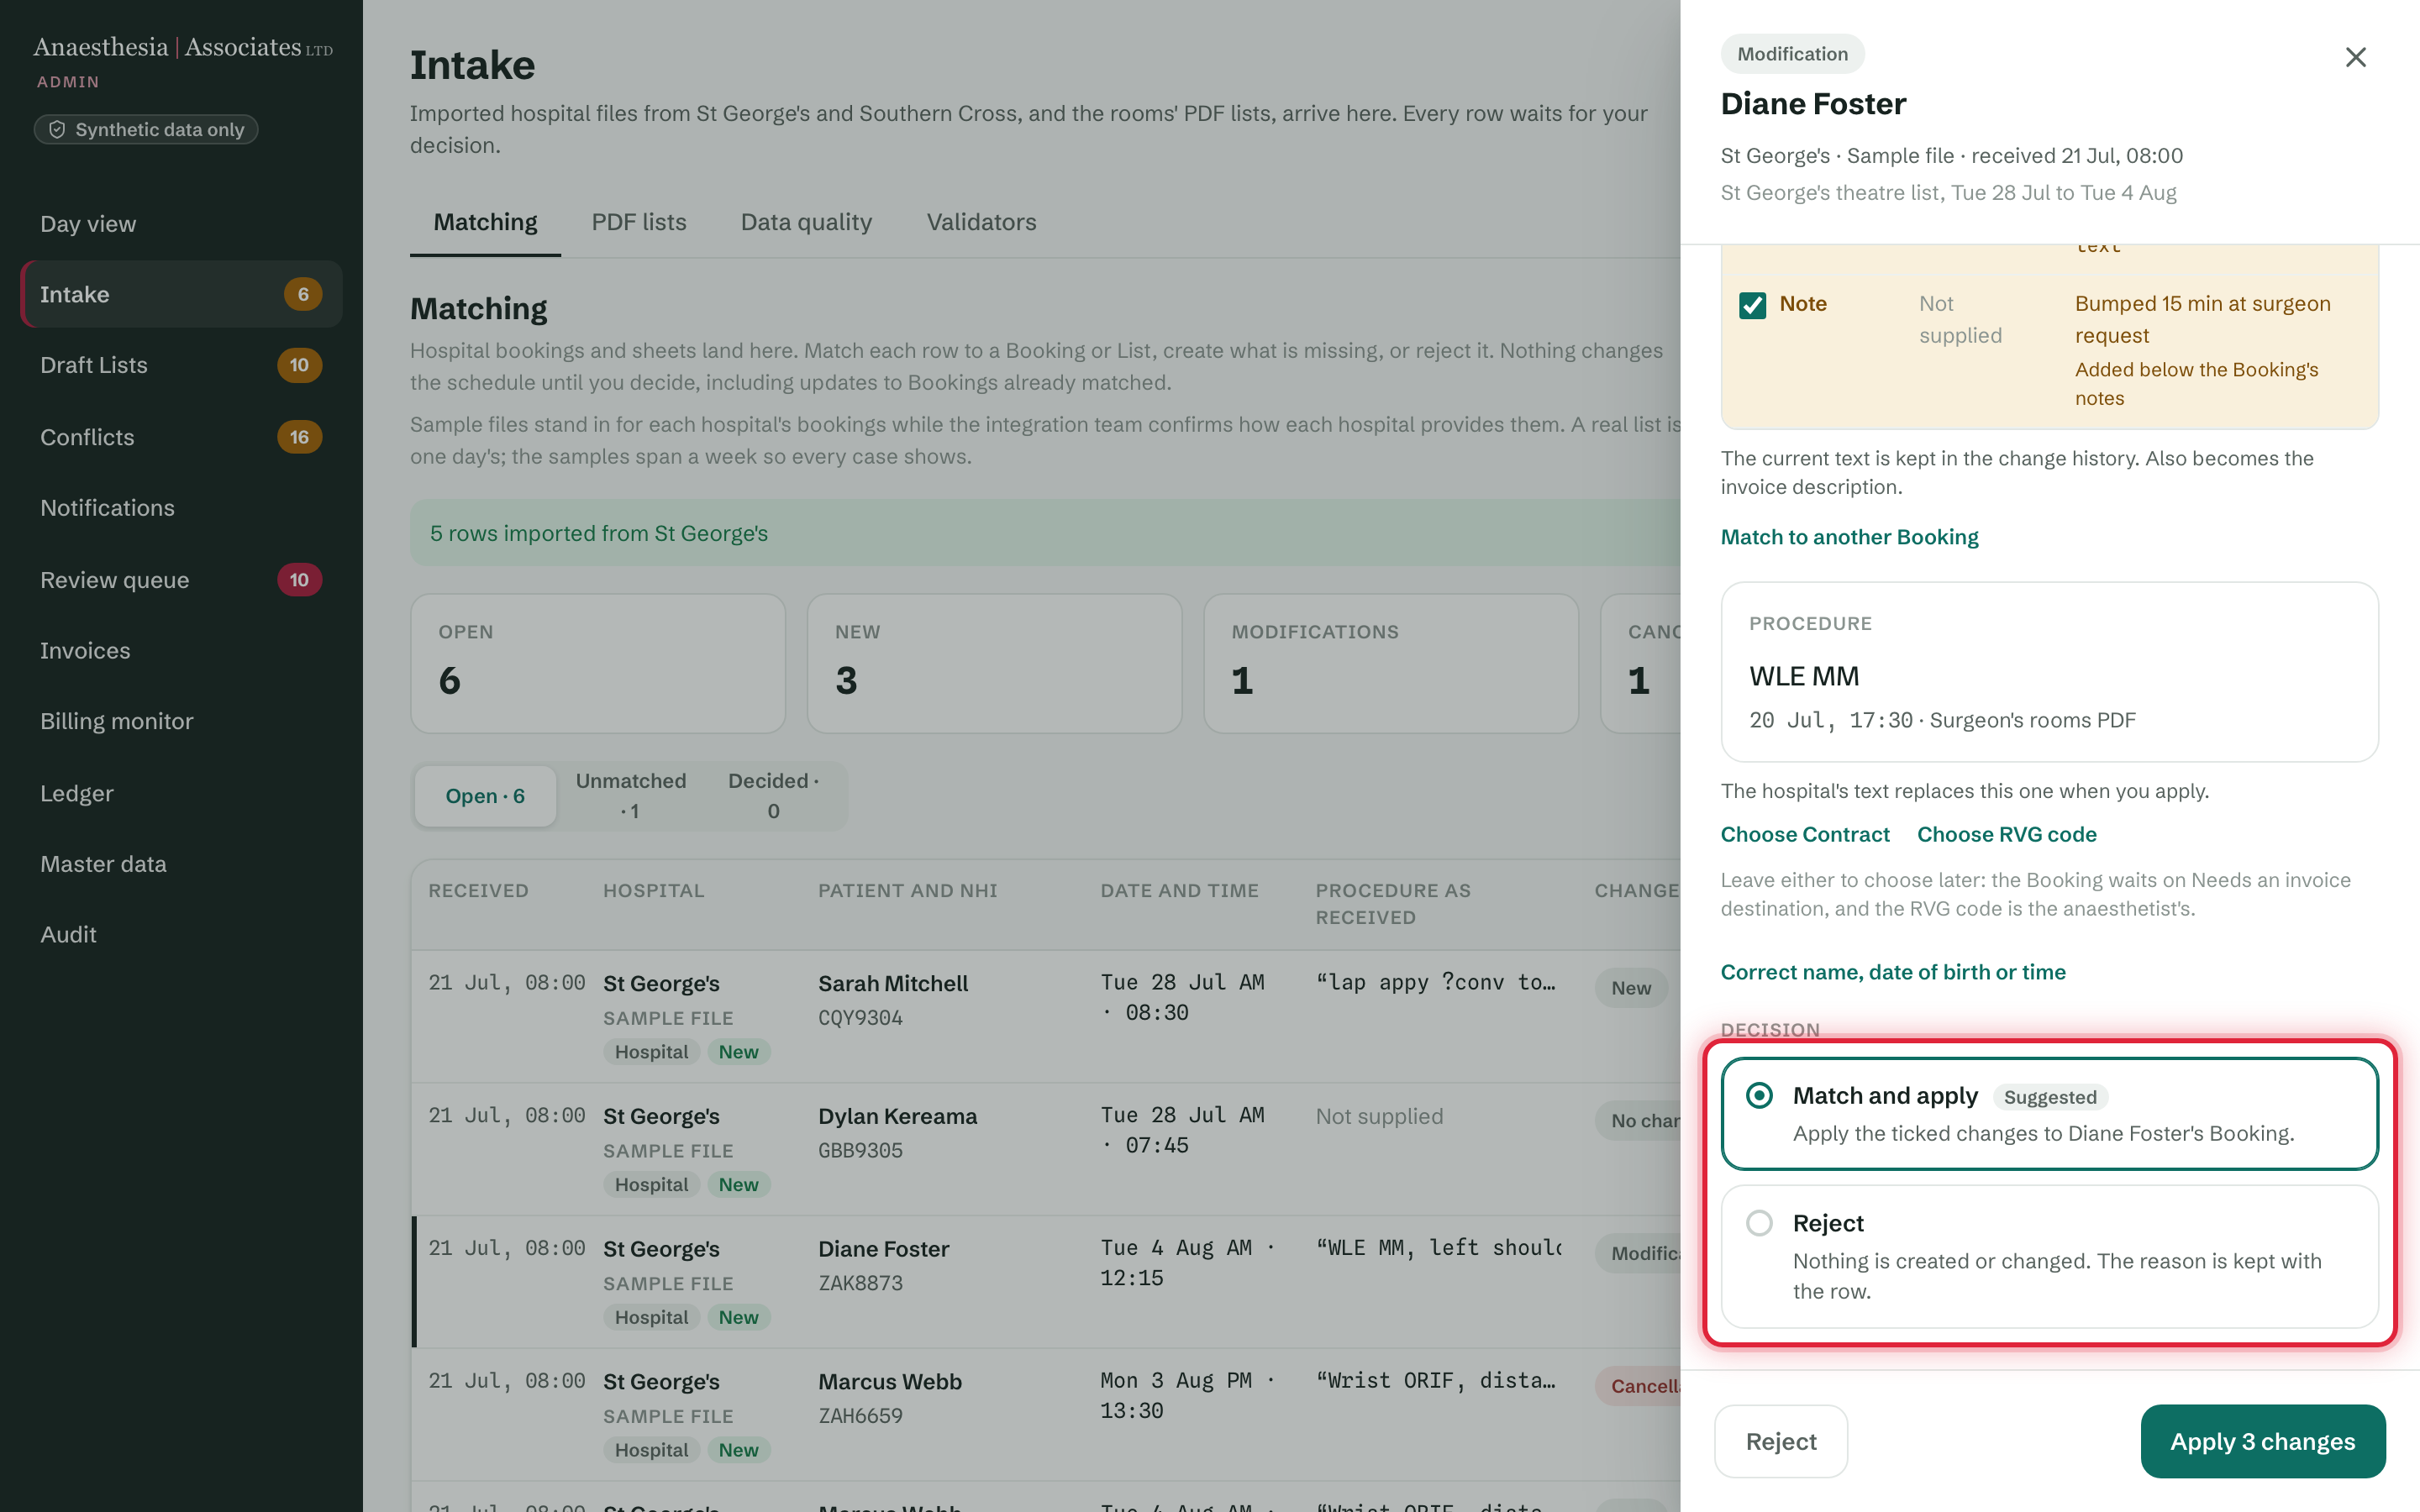 Anaesthesia | Associates LTD
ADMIN
Synthetic data only
Day view
Intake 6
Draft Lists 10
Conflicts 16
Notifications
Review queue 10
Invoices
Billing monitor
Ledger
Master data
Audit
Intake
Imported hospital files from St George's and Southern Cross, and the rooms' PDF lists, arrive here. Every row waits for your
decision.
Matching PDF lists Data quality Validators
Matching
Hospital bookings and sheets land here. Match each row to a Booking or List, create what is missing, or reject it. Nothing changes
the schedule until you decide, including updates to Bookings already matched.
Sample files stand in for each hospital's bookings while the integration team confirms how each hospital provides them. A real list is
one day's; the samples span a week so every case shows.
5 rows imported from St George's
OPEN NEW MODIFICATIONS
6 3 1 1
Open · 6 Unmatched · 1 Decided · 0
RECEIVED HOSPITAL PATIENT AND NHI DATE AND TIME PROCEDURE AS RECEIVED CHANGE
21 Jul, 08:00 St George's Sarah Mitchell Tue 28 Jul AM “lap appy ?conv to… New
SAMPLE FILE CQY9304 · 08:30
Hospital New
21 Jul, 08:00 St George's Dylan Kereama Tue 28 Jul AM Not supplied No
SAMPLE FILE GBB9305 · 07:45
Hospital New
21 Jul, 08:00 St George's Diane Foster Tue 4 Aug AM · “WLE MM, left
SAMPLE FILE ZAK8873 12:15
Hospital New
21 Jul, 08:00 St George's Marcus Webb Mon 3 Aug PM · “Wrist ORIF, dista…
SAMPLE FILE ZAH6659 13:30
Hospital New
Modification
Diane Foster
St George's · Sample file · received 21 Jul, 08:00
St George's theatre list, Tue 28 Jul to Tue 4 Aug
text
Note Not supplied Bumped 15 min at surgeon
request
Added below the Booking's
notes
The current text is kept in the change history. Also becomes the
invoice description.
Match to another Booking
PROCEDURE
WLE MM
20 Jul, 17:30 · Surgeon's rooms PDF
The hospital's text replaces this one when you apply.
Choose Contract Choose RVG code
Leave either to choose later: the Booking waits on Needs an invoice
destination, and the RVG code is the anaesthetist's.
Correct name, date of birth or time
DECISION
Match and apply Suggested
Apply the ticked changes to Diane Foster's Booking.
Reject
Nothing is created or changed. The reason is kept with
the row.
Reject Apply 3 changes